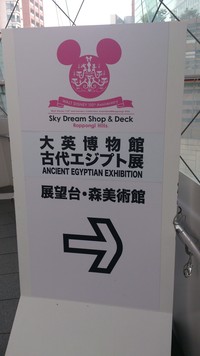 Sky Dream Shop & Deck
Roppongi Hills
大英博物館
古代エジプト展
ANCIENT EGYPTIAN EXHIBITION
展望台・森美術館